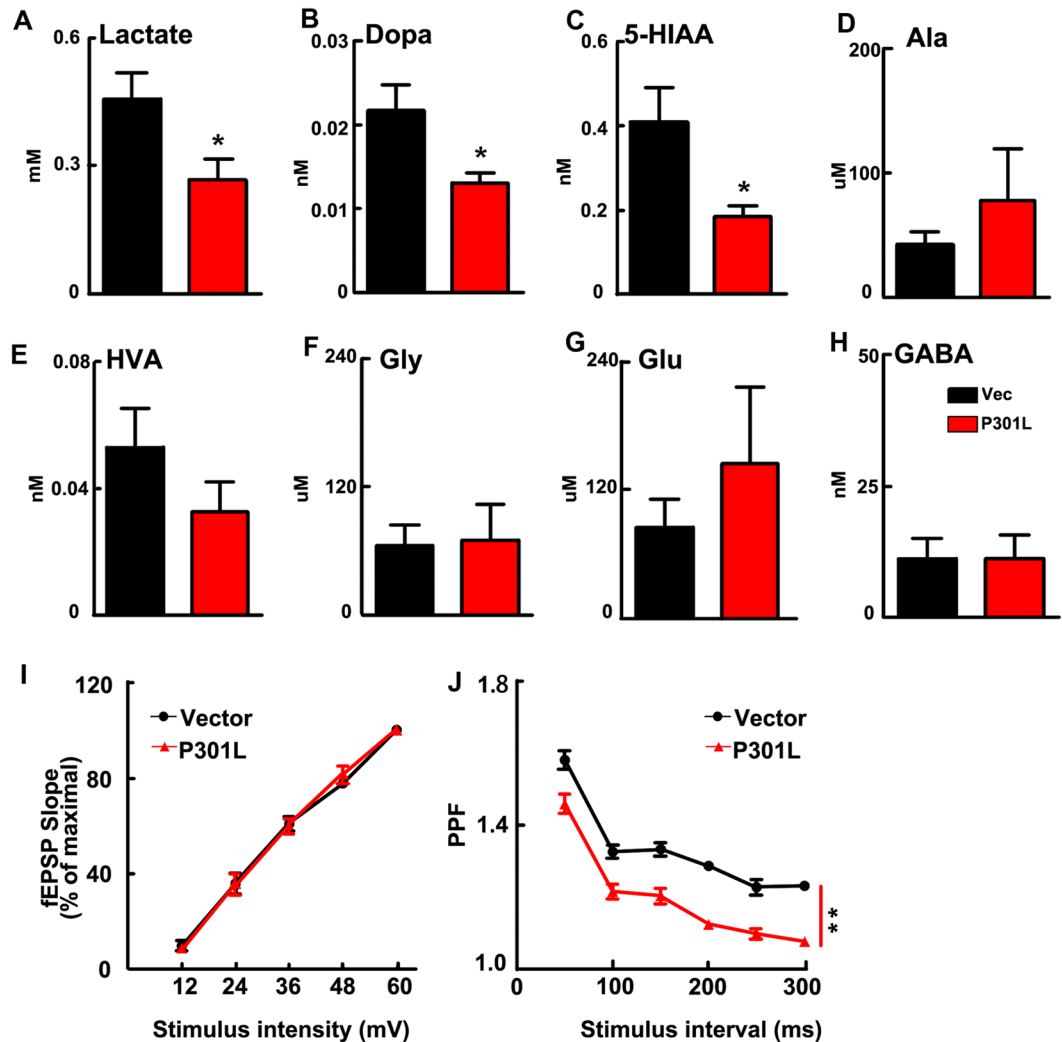 A
Lactate
0.6
0.3
0
mM
*
B
Dopa
0.03
0.02
0.01
0
nM
*
C
5-HIAA
0.6
0.4
0.2
0
nM
*
D
Ala
200
100
0
uM
E
HVA
0.08
0.04
0
nM
F
Gly
240
120
0
uM
G
Glu
240
120
0
uM
H
GABA
50
25
0
nM
Vec
P301L
I
120
80
40
0
fEPSP Slope
(% of maximal)
Vector
P301L
12 24 36 48 60
Stimulus intensity (mV)
J
1.8
1.4
1.0
PPF
Vector
P301L
**
0 100 200 300
Stimulus interval (ms)